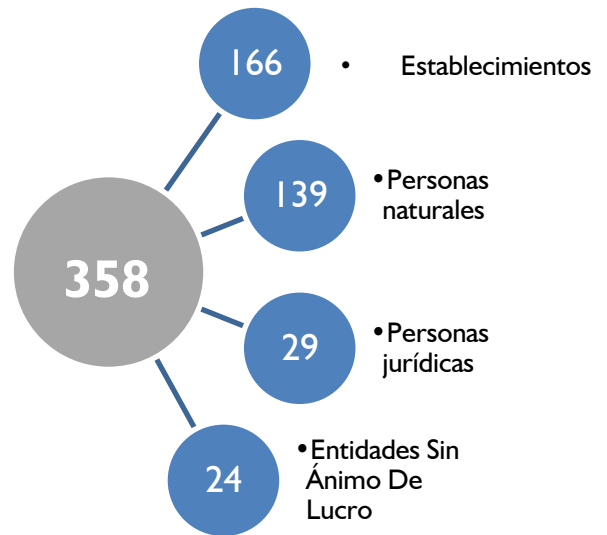 166
• Establecimientos
139
•Personas
naturales
358
29
•Personas
jurídicas
24
•Entidades Sin
Ánimo De
Lucro